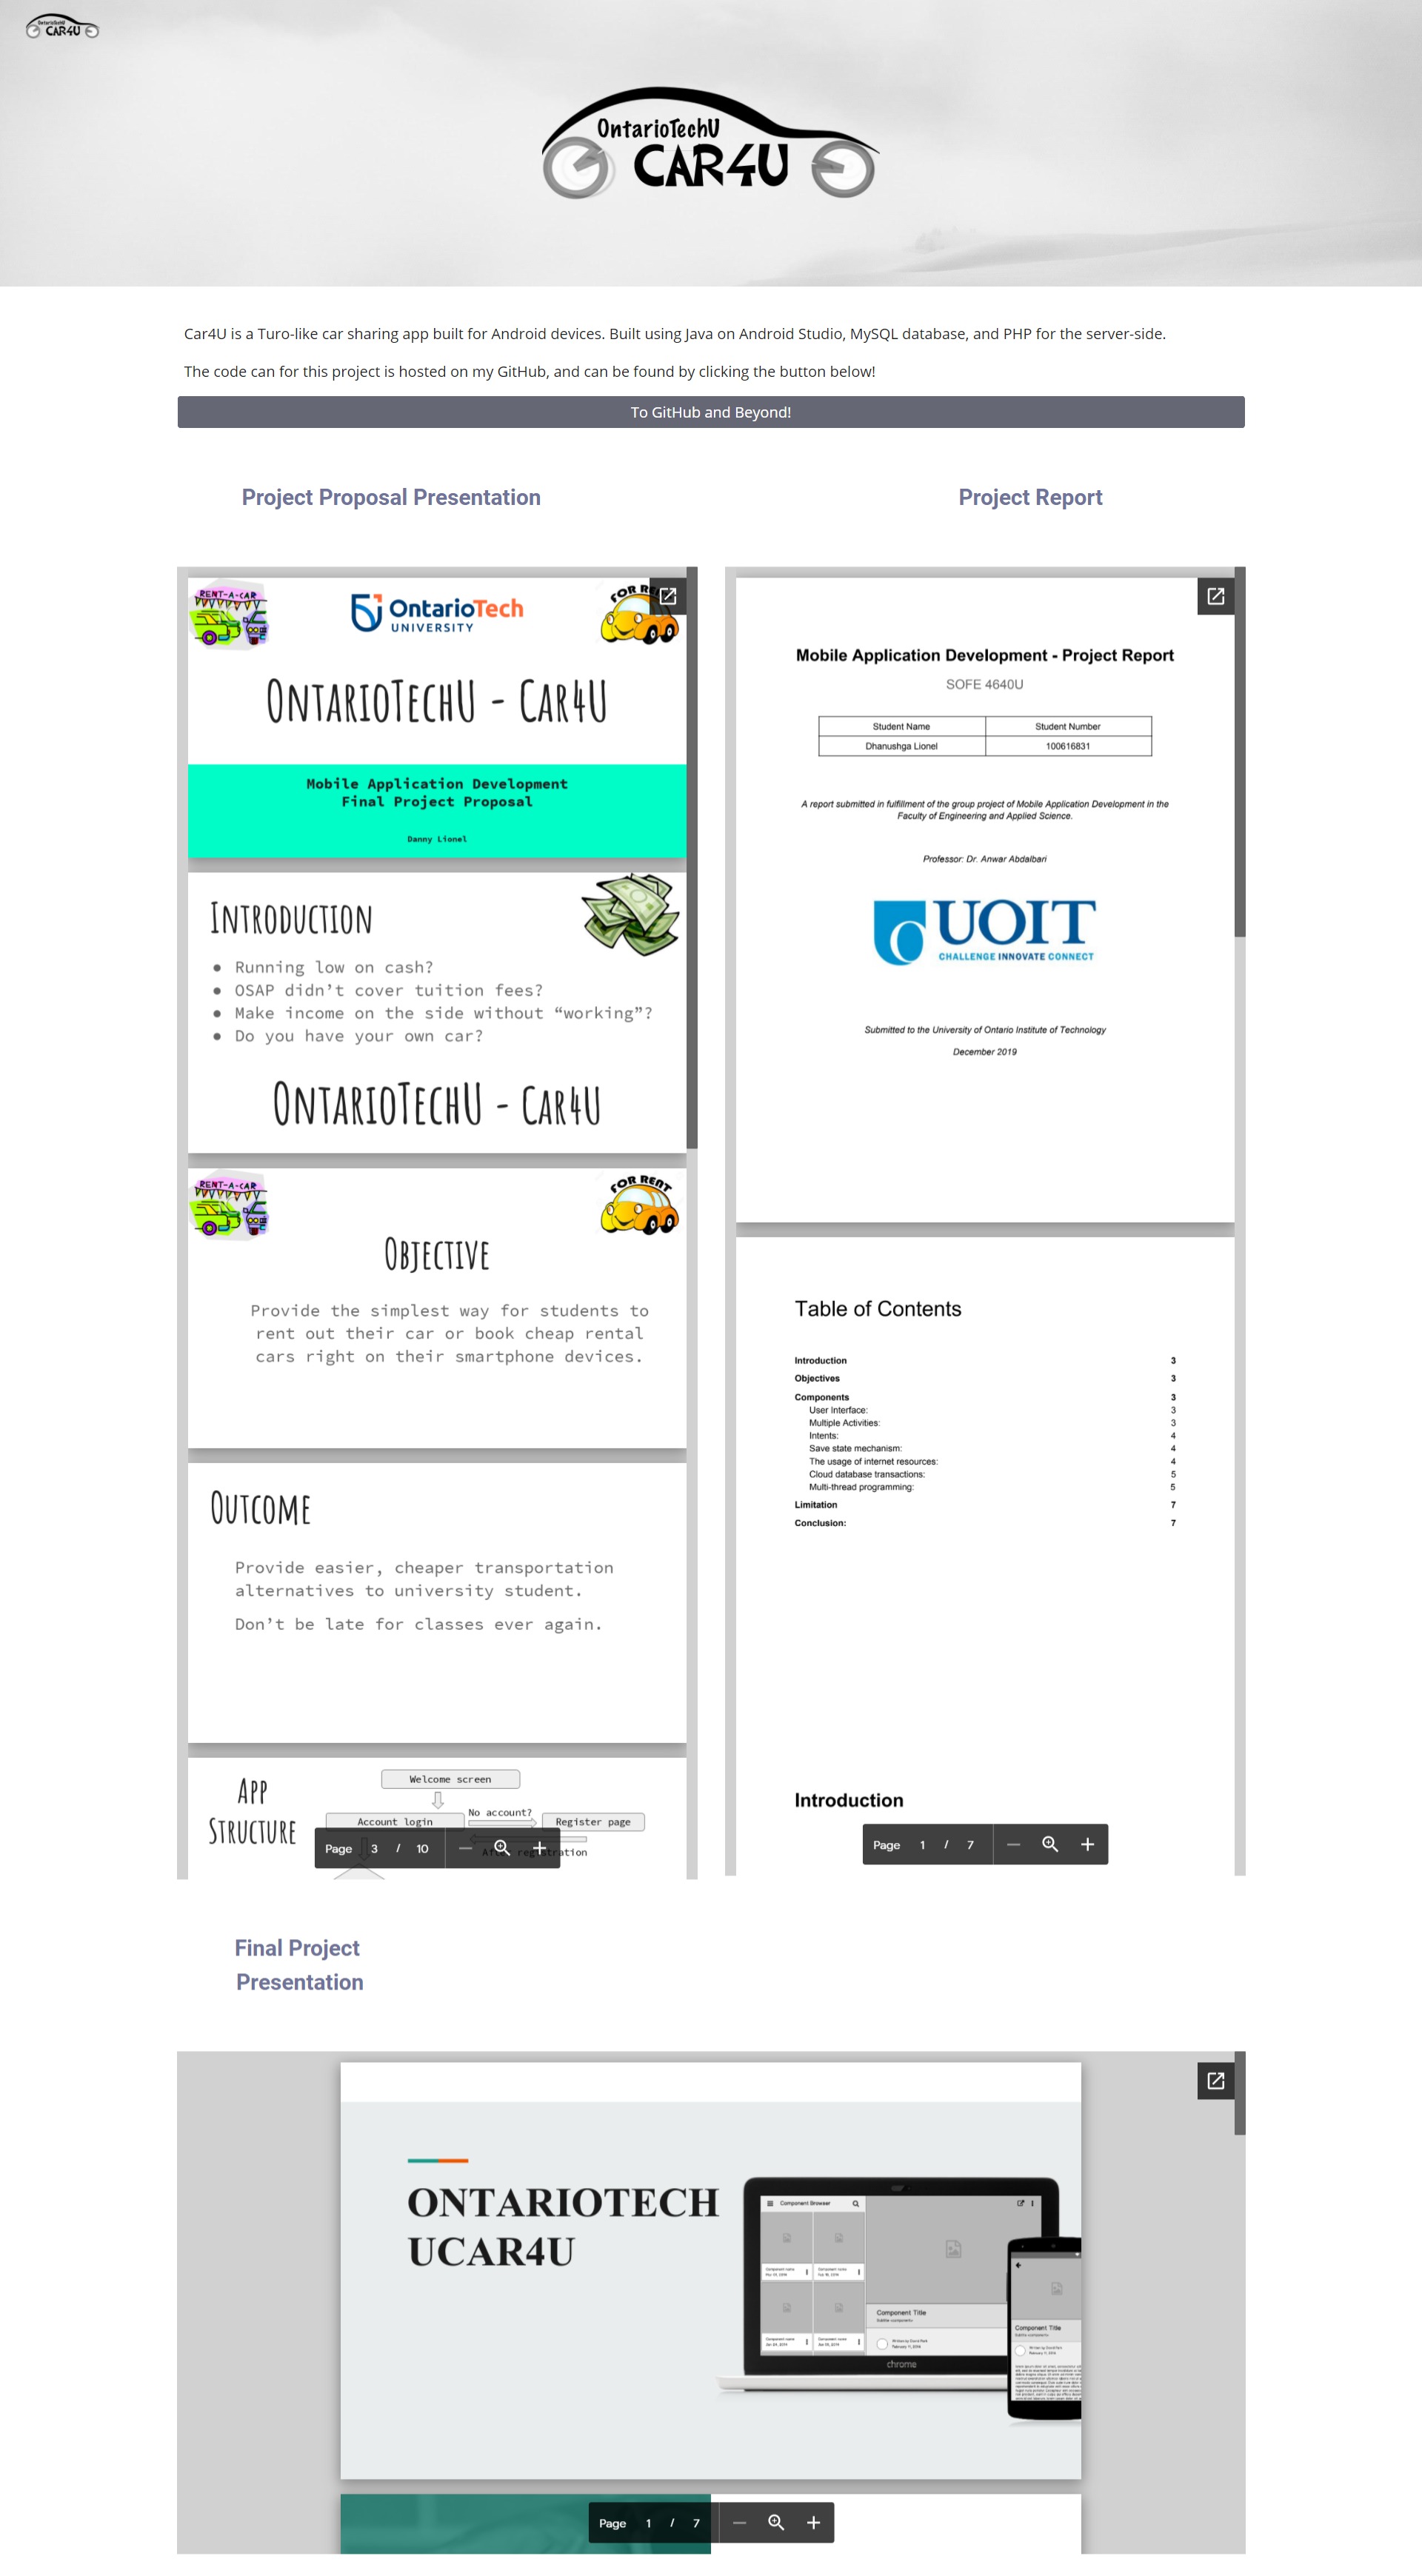 OntarioTechU
CAR4U
OntarioTechU
CAR4U
Car4U is a Turo-like car sharing app built for Android devices. Built using Java on Android Studio, MySQL database, and PHP for the server-side.
The code can for this project is hosted on my GitHub, and can be found by clicking the button below!
To GitHub and Beyond!
Project Proposal Presentation
RENT-A-CAR
OntarioTech
UNIVERSITY
FOR RE
OntarioTechU - Car4U
Mobile Application Development
Final Project Proposal
Danny Lionel
Introduction
● Running low on cash?
● OSAP didn’t cover tuition fees?
● Make income on the side without “working”?
● Do you have your own car?
OntarioTechU - Car4U
RENT-A-CAR
FOR RENT
Objective
Provide the simplest way for students to
rent out their car or book cheap rental
cars right on their smartphone devices.
Outcome
Provide easier, cheaper transportation
alternatives to university student.
Don’t be late for classes ever again.
App
Structure
Welcome screen
Account login
No account?
Register page
Page 3 / 10
Project Report
Mobile Application Development - Project Report
SOFE 4640U
Student Name Student Number
Dhanushga Lionel 100616831
A report submitted in fulfillment of the group project of Mobile Application Development in the
Faculty of Engineering and Applied Science.
Professor: Dr. Anwar Abdalbari
UOIT
CHALLENGE INNOVATE CONNECT
Submitted to the University of Ontario Institute of Technology
December 2019
Table of Contents
Introduction 3
Objectives 3
Components 3
User Interface: 3
Multiple Activities: 3
Intents: 4
Save state mechanism: 4
The usage of internet resources: 4
Cloud database transactions: 5
Multi-thread programming: 5
Limitation 7
Conclusion: 7
Introduction
Page 1 / 7
Final Project
Presentation
ONTARIOTECH
UCAR4U
Component Browser
Component Title
chrome
Component Title
Page 1 / 7